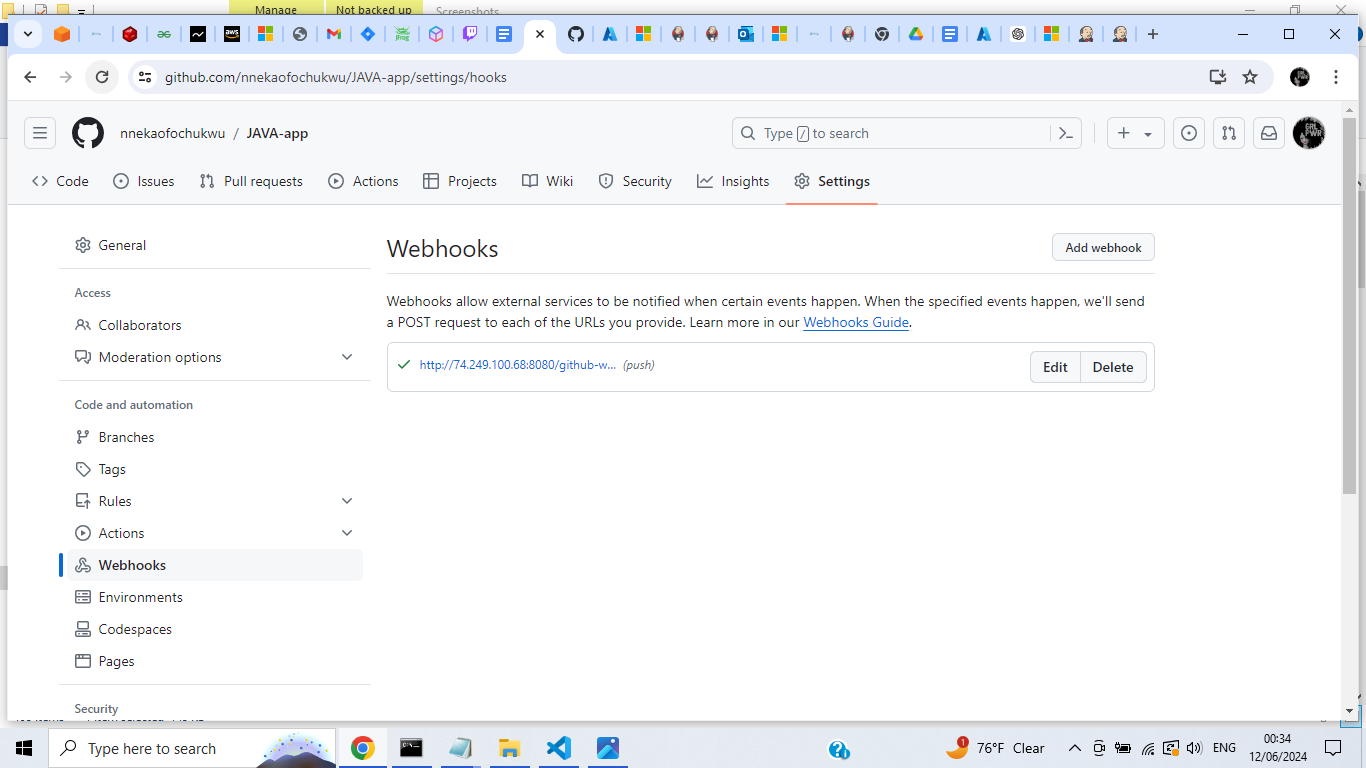 Manage
Not backed up
Screenshots
github.com/nnekaofochukwu/JAVA-app/settings/hooks
nnekaofochukwu / JAVA-app
Type / to search
Code
Issues
Pull requests
Actions
Projects
Wiki
Security
Insights
Settings
General
Access
Collaborators
Moderation options
Code and automation
Branches
Tags
Rules
Actions
Webhooks
Environments
Codespaces
Pages
Security
Webhooks
Add webhook
Webhooks allow external services to be notified when certain events happen. When the specified events happen, we'll send
a POST request to each of the URLs you provide. Learn more in our Webhooks Guide.
http://74.249.100.68:8080/github-w... (push)
Edit
Delete
Type here to search
1
76°F Clear
ENG
00:34
12/06/2024